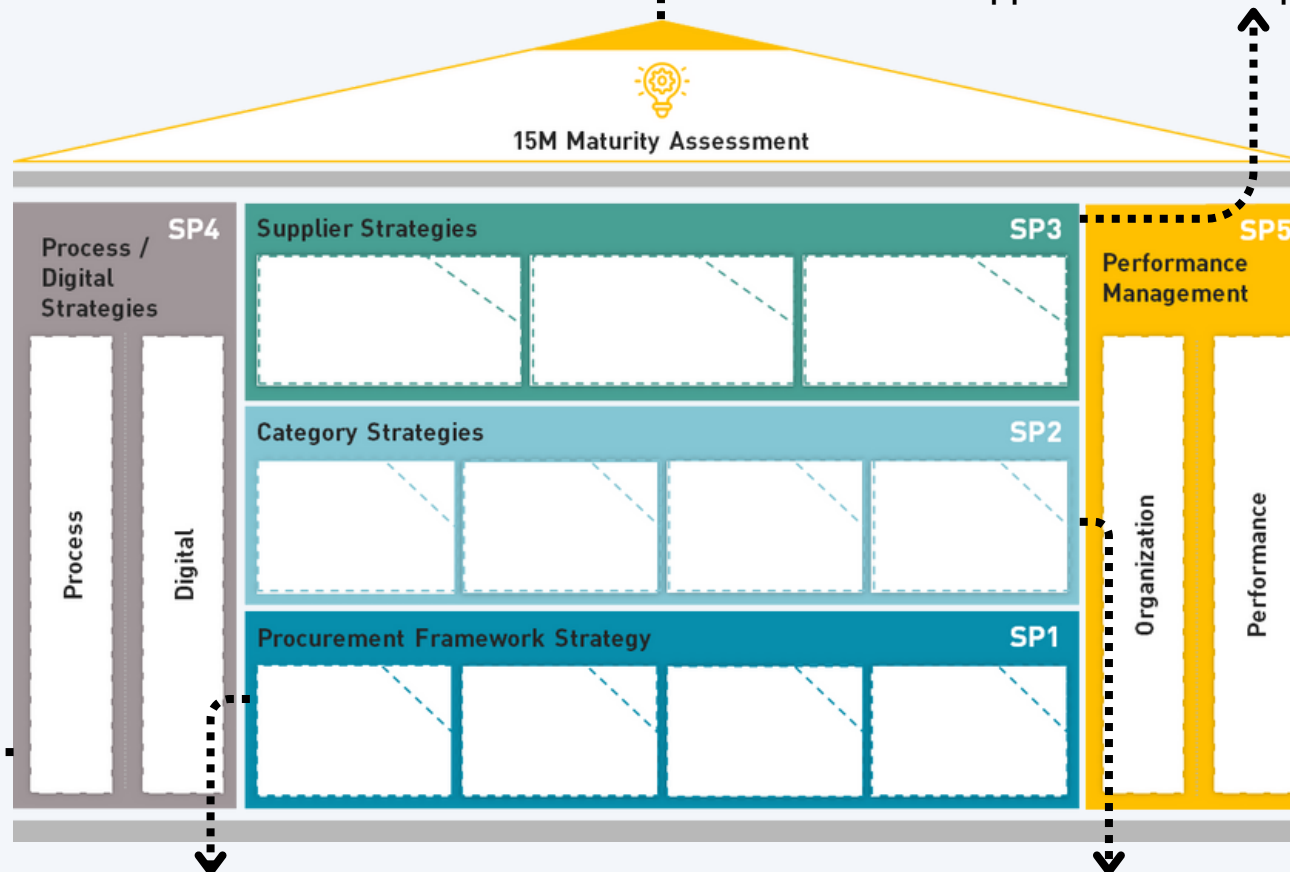 15M Maturity Assessment
SP4
Process /
Digital
Strategies
Process
Digital
Supplier Strategies
SP3
Category Strategies
SP2
Procurement Framework Strategy
SP1
SP5
Performance
Management
Organization
Performance